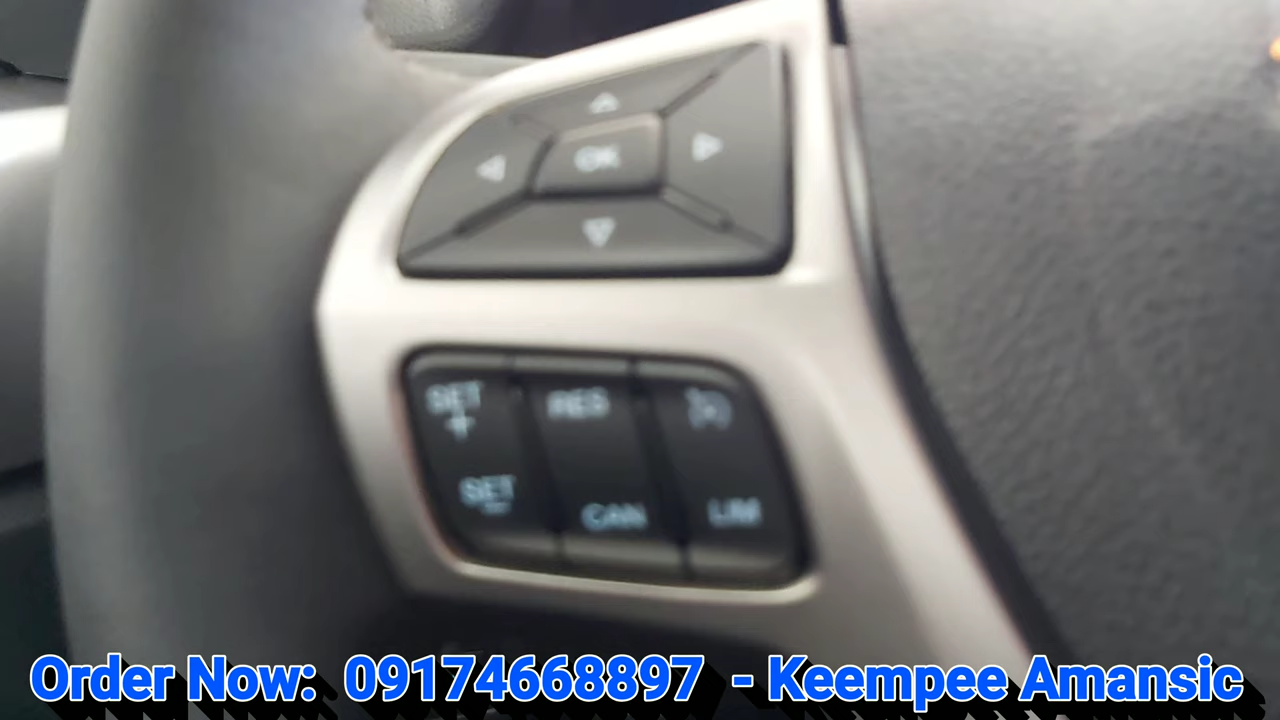 OK
SET
+
RES
SET
-
CAN
LIM
Order Now: 09174668897 - Keempee Amansic